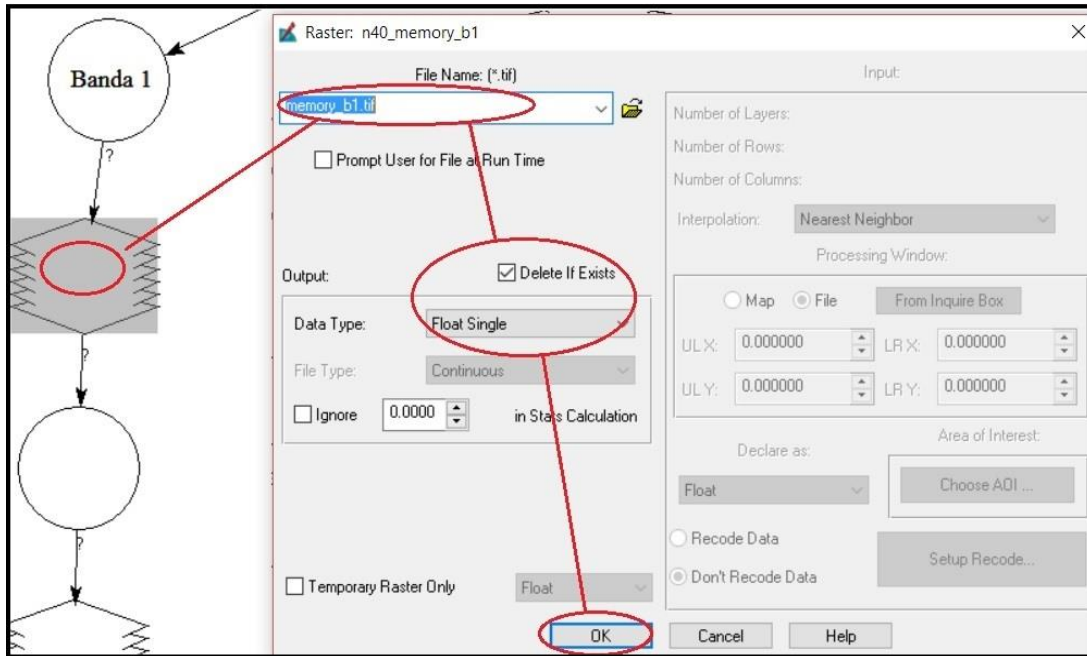 Banda 1
?
?
?
Raster: n40_memory_b1
File Name: (*.tif)
memory_b1.tif
Prompt User for File at Run Time
Output:
Delete If Exists
Data Type: Float Single
File Type: Continuous
Ignore 0.0000 in Stats Calculation
Temporary Raster Only Float
Input:
Number of Layers:
Number of Rows:
Number of Columns:
Interpolation: Nearest Neighbor
Processing Window:
Map File From Inquire Box
UL X: 0.000000 LR X: 0.000000
UL Y: 0.000000 LR Y: 0.000000
Declare as: Area of Interest:
Float Choose AOI ...
Recode Data
Don't Recode Data Setup Recode...
OK Cancel Help